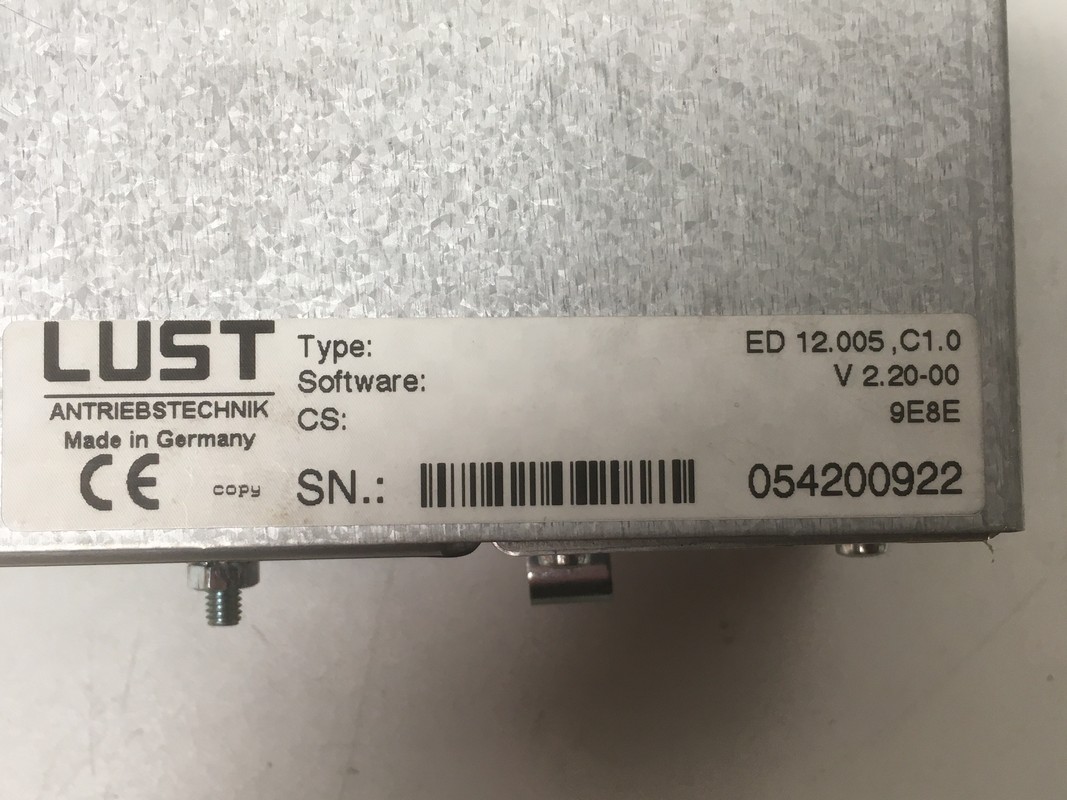 LUST
ANTRIEBSTECHNIK
Made in Germany
CE
copy
Type: ED 12.005 ,C1.0
Software: V 2.20-00
CS: 9E8E
SN.: 054200922